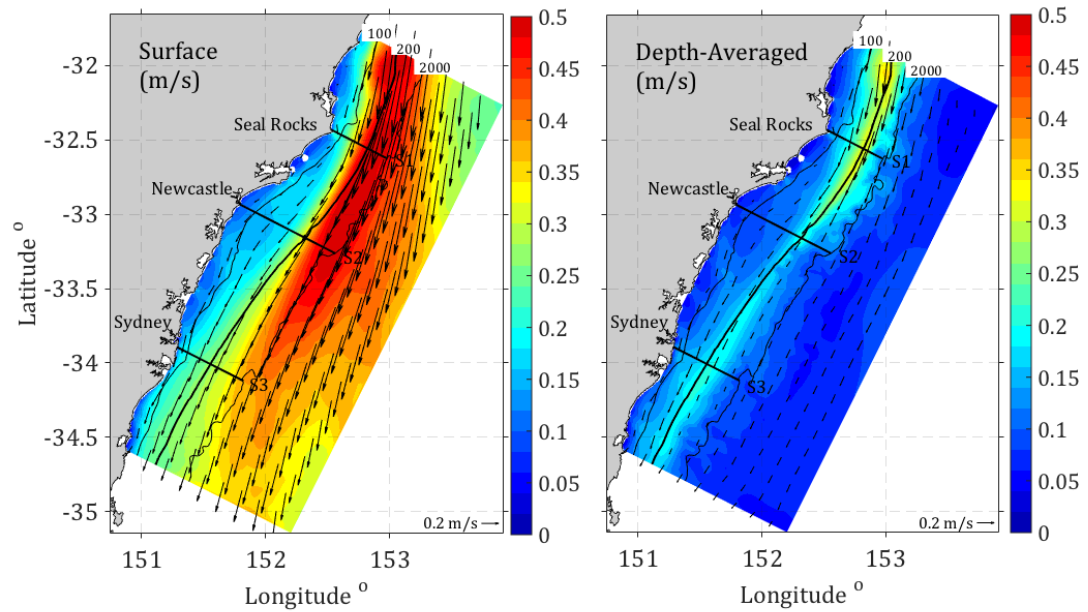 Surface
(m/s)
100
200
2000
Seal Rocks
S1
Newcastle
S2
Sydney
S3
-32
-32.5
-33
-33.5
-34
-34.5
-35
Latitude °
151
152
153
Longitude °
0.2 m/s
0.5
0.45
0.4
0.35
0.3
0.25
0.2
0.15
0.1
0.05
0
Depth-Averaged
(m/s)
100
200
2000
Seal Rocks
S1
Newcastle
S2
Sydney
S3
151
152
153
Longitude °
0.2 m/s
0.5
0.45
0.4
0.35
0.3
0.25
0.2
0.15
0.1
0.05
0